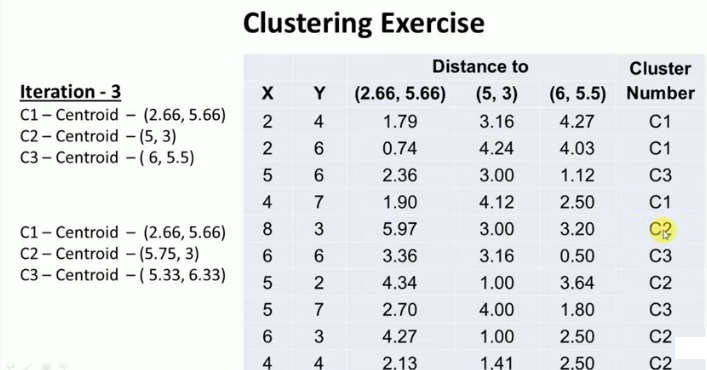 Clustering Exercise
Iteration - 3
C1 – Centroid – (2.66, 5.66)
C2 – Centroid – (5, 3)
C3 – Centroid – ( 6, 5.5)
C1 – Centroid – (2.66, 5.66)
C2 – Centroid – (5.75, 3)
C3 – Centroid – ( 5.33, 6.33)
Distance to Cluster
X Y (2.66, 5.66) (5, 3) (6, 5.5) Number
2 4 1.79 3.16 4.27 C1
2 6 0.74 4.24 4.03 C1
5 6 2.36 3.00 1.12 C3
4 7 1.90 4.12 2.50 C1
8 3 5.97 3.00 3.20 C2
6 6 3.36 3.16 0.50 C3
5 2 4.34 1.00 3.64 C2
5 7 2.70 4.00 1.80 C3
6 3 4.27 1.00 2.50 C2
4 4 2.13 1.41 2.50 C2